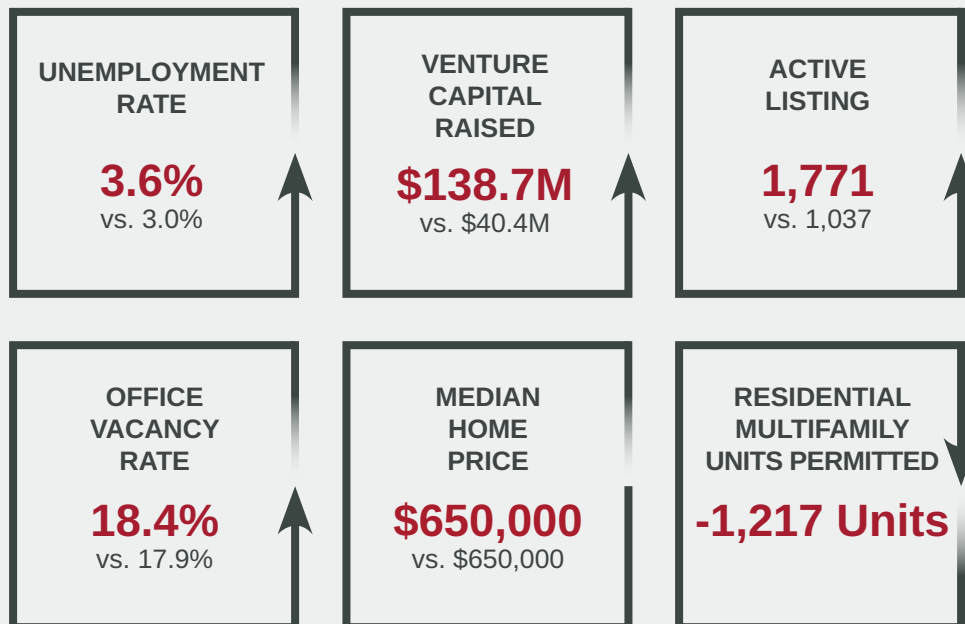 UNEMPLOYMENT
RATE
3.6%
vs. 3.0%
VENTURE
CAPITAL
RAISED
$138.7M
vs. $40.4M
ACTIVE
LISTING
1,771
vs. 1,037
OFFICE
VACANCY
RATE
18.4%
vs. 17.9%
MEDIAN
HOME
PRICE
$650,000
vs. $650,000
RESIDENTIAL
MULTIFAMILY
UNITS PERMITTED
-1,217 Units